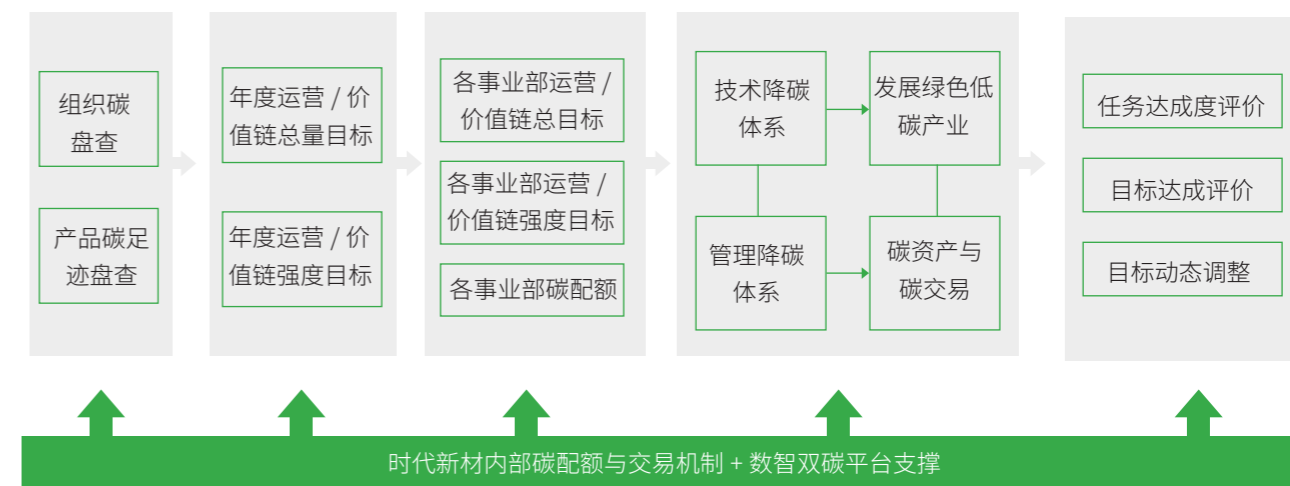 组织碳
盘查
产品碳足
迹盘查
年度运营 / 价
值链总量目标
年度运营 / 价
值链强度目标
各事业部运营 /
价值链总目标
各事业部运营 /
价值链强度目标
各事业部碳配额
技术降碳
体系
发展绿色低
碳产业
管理降碳
体系
碳资产与
碳交易
任务达成度评价
目标达成评价
目标动态调整
时代新材内部碳配额与交易机制 + 数智双碳平台支撑